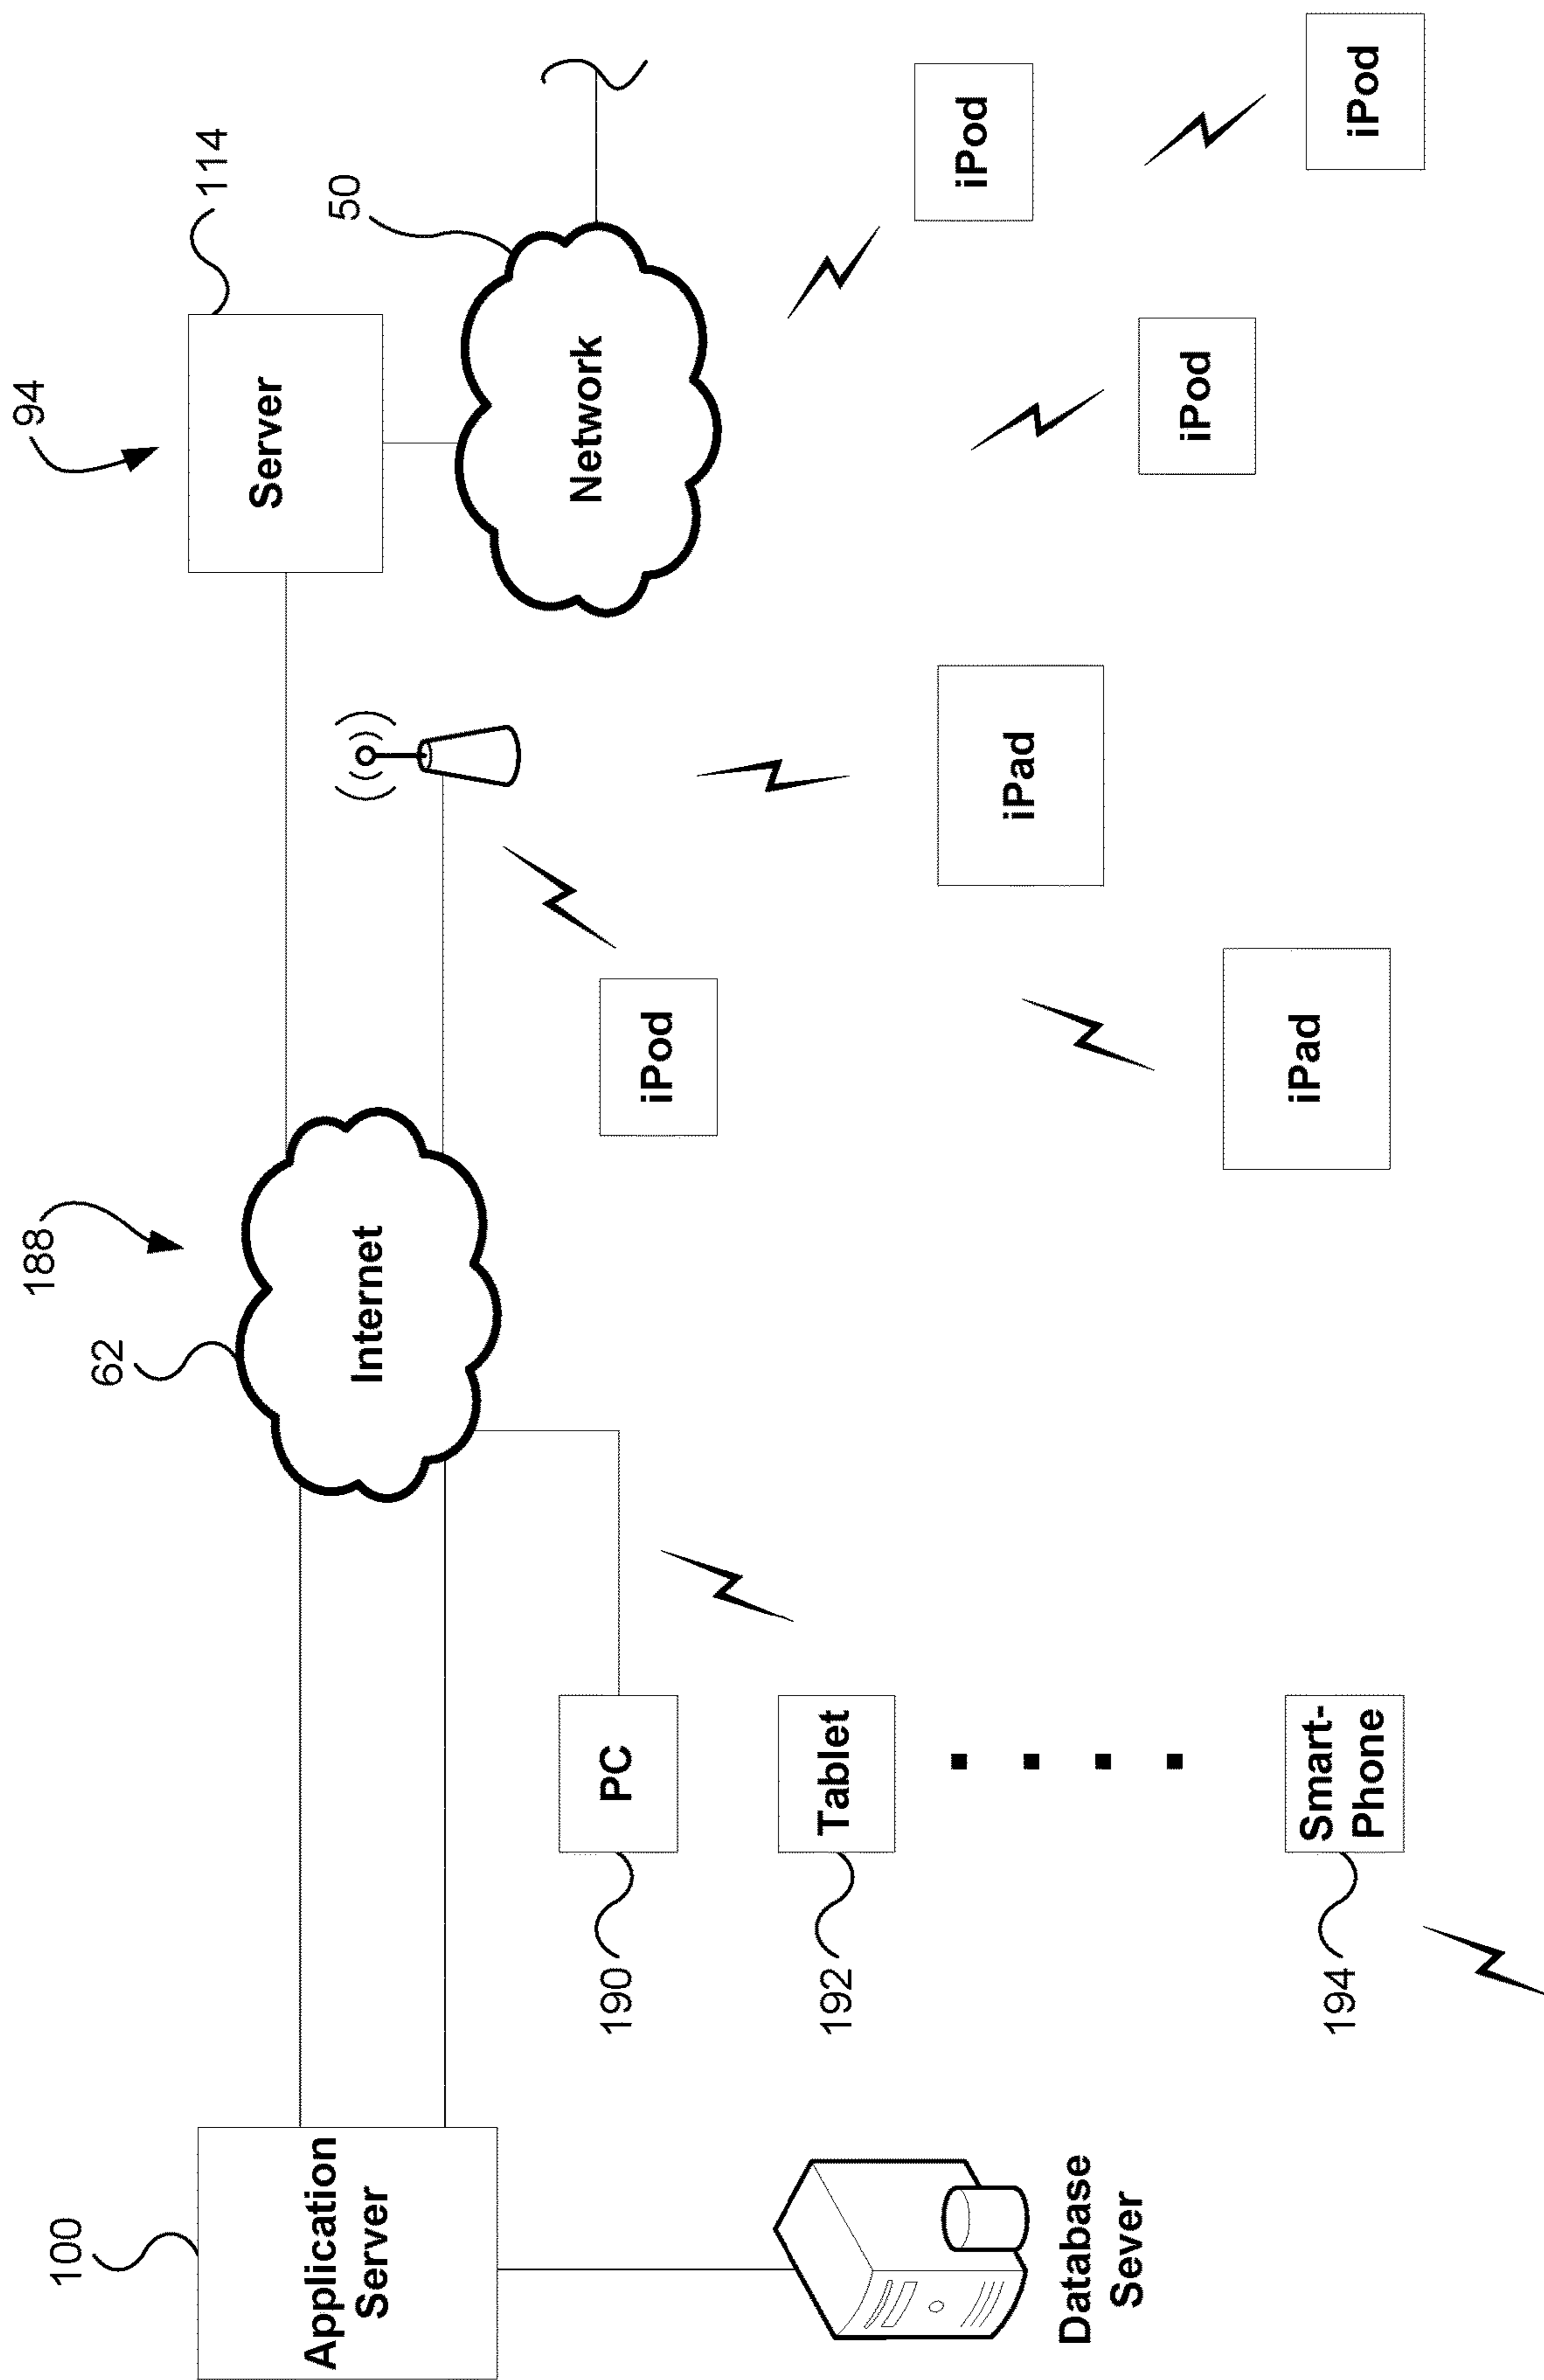 188
94
62
114
100
50
Application
Server
Internet
Server
Network
190
PC
iPod
192
Tablet
iPad
iPod
iPod
Database
Sever
194
Smart-
Phone
iPad
iPod